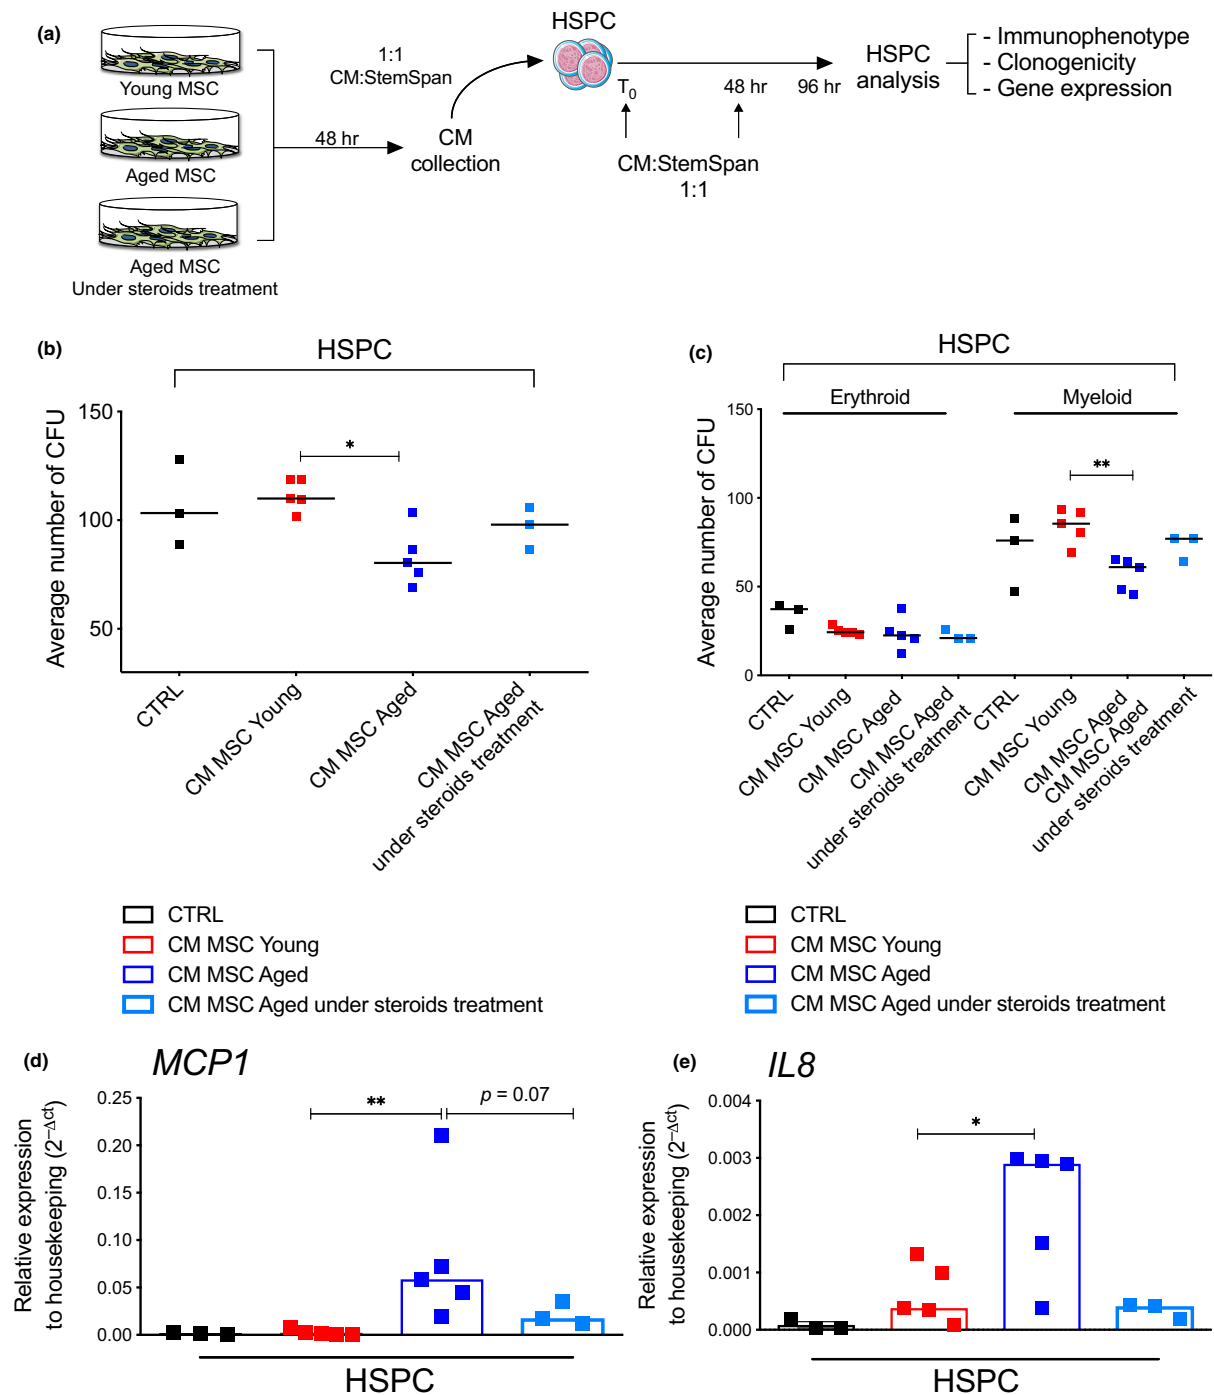 (a)
Young MSC
Aged MSC
Aged MSC
Under steroids treatment
48 hr
1:1
CM:StemSpan
CM
collection
HSPC
T0
48 hr
96 hr
CM:StemSpan
1:1
HSPC
analysis
- Immunophenotype
- Clonogenicity
- Gene expression
(b)
HSPC
Average number of CFU
150
100
50
*
CTRL
CM MSC Young
CM MSC Aged
CM MSC Aged
under steroids treatment
(c)
HSPC
Erythroid
Myeloid
Average number of CFU
150
100
50
0
**
CTRL
CM MSC Young
CM MSC Aged
CM MSC Aged
under steroids treatment
CTRL
CM MSC Young
CM MSC Aged
CM MSC Aged
under steroids treatment
CTRL
CM MSC Young
CM MSC Aged
CM MSC Aged under steroids treatment
CTRL
CM MSC Young
CM MSC Aged
CM MSC Aged under steroids treatment
(d)
MCP1
Relative expression
to housekeeping (2−Δct)
0.25
0.20
0.15
0.10
0.05
0.00
**
p = 0.07
HSPC
(e)
IL8
Relative expression
to housekeeping (2−Δct)
0.004
0.003
0.002
0.001
0.000
*
HSPC